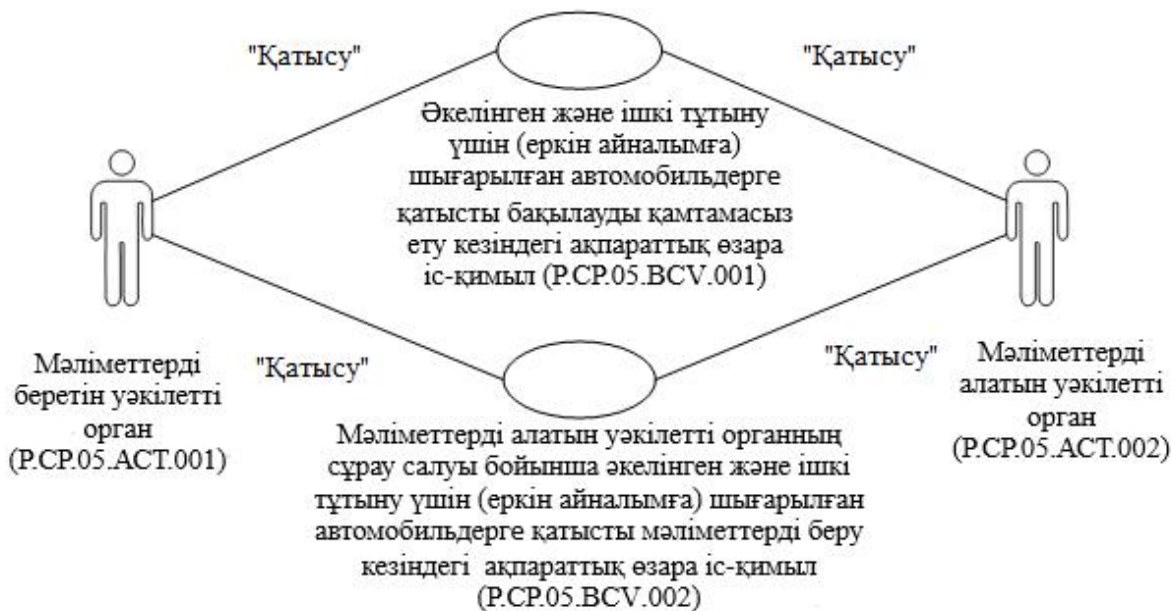 "Қатысу"
"Қатысу"
Әкелінген және ішкі тұтыну
үшін (еркін айналымға)
шығарылған автомобильдерге
қатысты бақылауды қамтамасыз
ету кезіндегі ақпараттық өзара
іс-қимыл (P.CP.05.BCV.001)
Мәліметтерді
беретін уәкілетті
орган
(P.CP.05.ACT.001)
"Қатысу"
"Қатысу"
Мәліметтерді
алатын уәкілетті
орган
(P.CP.05.ACT.002)
Мәліметтерді алатын уәкілетті органның
сұрау салуы бойынша әкелінген және ішкі
тұтыну үшін (еркін айналымға) шығарылған
автомобильдерге қатысты мәліметтерді беру
кезіндегі ақпараттық өзара іс-қимыл
(P.CP.05.BCV.002)